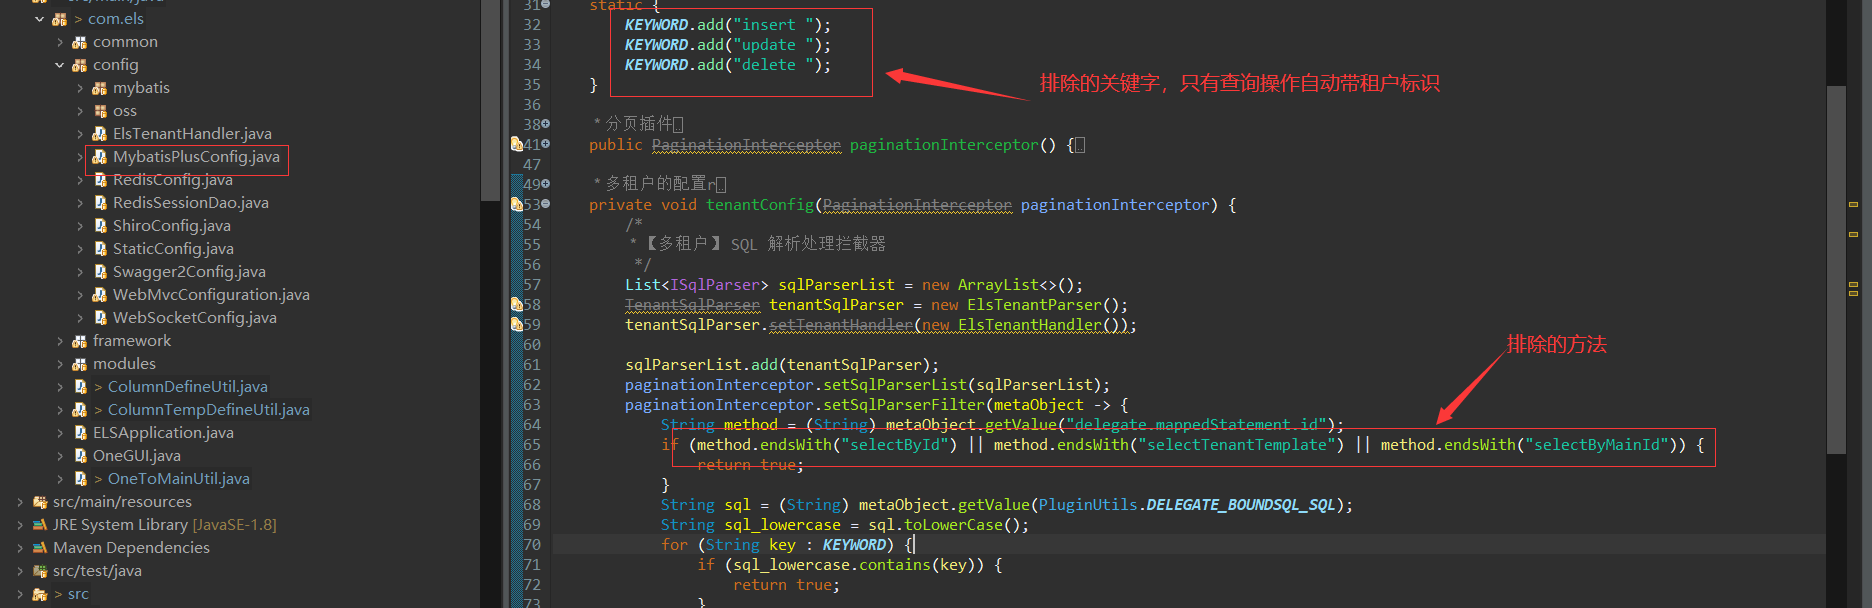 src/main/java
> com.els
common
config
mybatis
oss
ElsTenantHandler.java
MybatisPlusConfig.java
RedisConfig.java
RedisSessionDao.java
ShiroConfig.java
StaticConfig.java
Swagger2Config.java
WebMvcConfiguration.java
WebSocketConfig.java
framework
modules
> ColumnDefineUtil.java
> ColumnTempDefineUtil.java
ELSApplication.java
OneGUI.java
> OneToMainUtil.java
src/main/resources
JRE System Library [JavaSE-1.8]
Maven Dependencies
src/test/java
> src
31 static {
32 KEYWORD.add("insert ");
33 KEYWORD.add("update ");
34 KEYWORD.add("delete ");
35 }
排除的关键字，只有查询操作自动带租户标识
36
38 * 分页插件
41 public PaginationInterceptor paginationInterceptor() {
47
49 * 多租户的配置r
53 private void tenantConfig(PaginationInterceptor paginationInterceptor) {
54 /*
55 * 【多租户】 SQL 解析处理拦截器
56 */
57 List<ISqlParser> sqlParserList = new ArrayList<>();
58 TenantSqlParser tenantSqlParser = new ElsTenantParser();
59 tenantSqlParser.setTenantHandler(new ElsTenantHandler());
60
排除的方法
61 sqlParserList.add(tenantSqlParser);
62 paginationInterceptor.setSqlParserList(sqlParserList);
63 paginationInterceptor.setSqlParserFilter(metaObject -> {
64 String method = (String) metaObject.getValue("delegate.mappedStatement.id");
65 if (method.endsWith("selectById") || method.endsWith("selectTenantTemplate") || method.endsWith("selectByMainId")) {
66 return true;
67 }
68 String sql = (String) metaObject.getValue(PluginUtils.DELEGATE_BOUNDSQL_SQL);
69 String sql_lowercase = sql.toLowerCase();
70 for (String key : KEYWORD) {
71 if (sql_lowercase.contains(key)) {
72 return true;
73 }